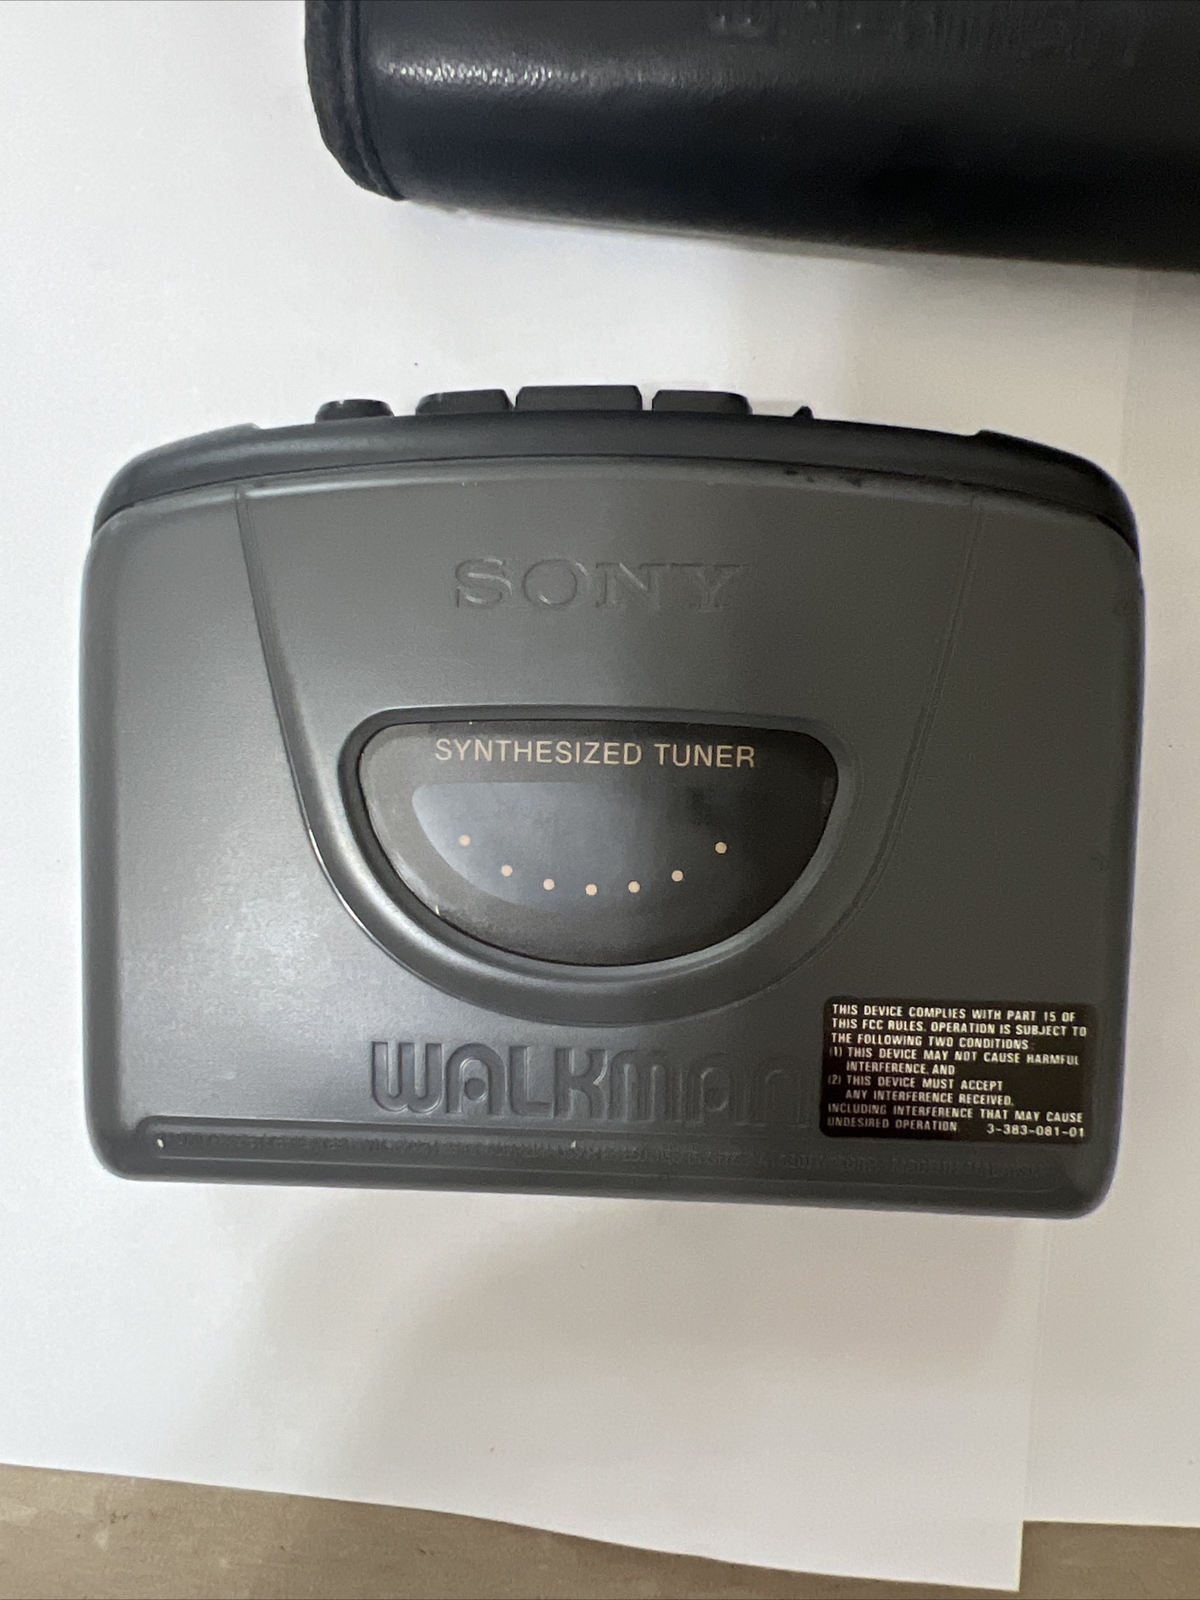 SONY
SYNTHESIZED TUNER
WALKMAN
THIS DEVICE COMPLIES WITH PART 15 OF
THIS FCC RULES. OPERATION IS SUBJECT TO
THE FOLLOWING TWO CONDITIONS:
(1) THIS DEVICE MAY NOT CAUSE HARMFUL
INTERFERENCE, AND
(2) THIS DEVICE MUST ACCEPT
ANY INTERFERENCE RECEIVED,
INCLUDING INTERFERENCE THAT MAY CAUSE
UNDESIRED OPERATION. 3-383-081-01